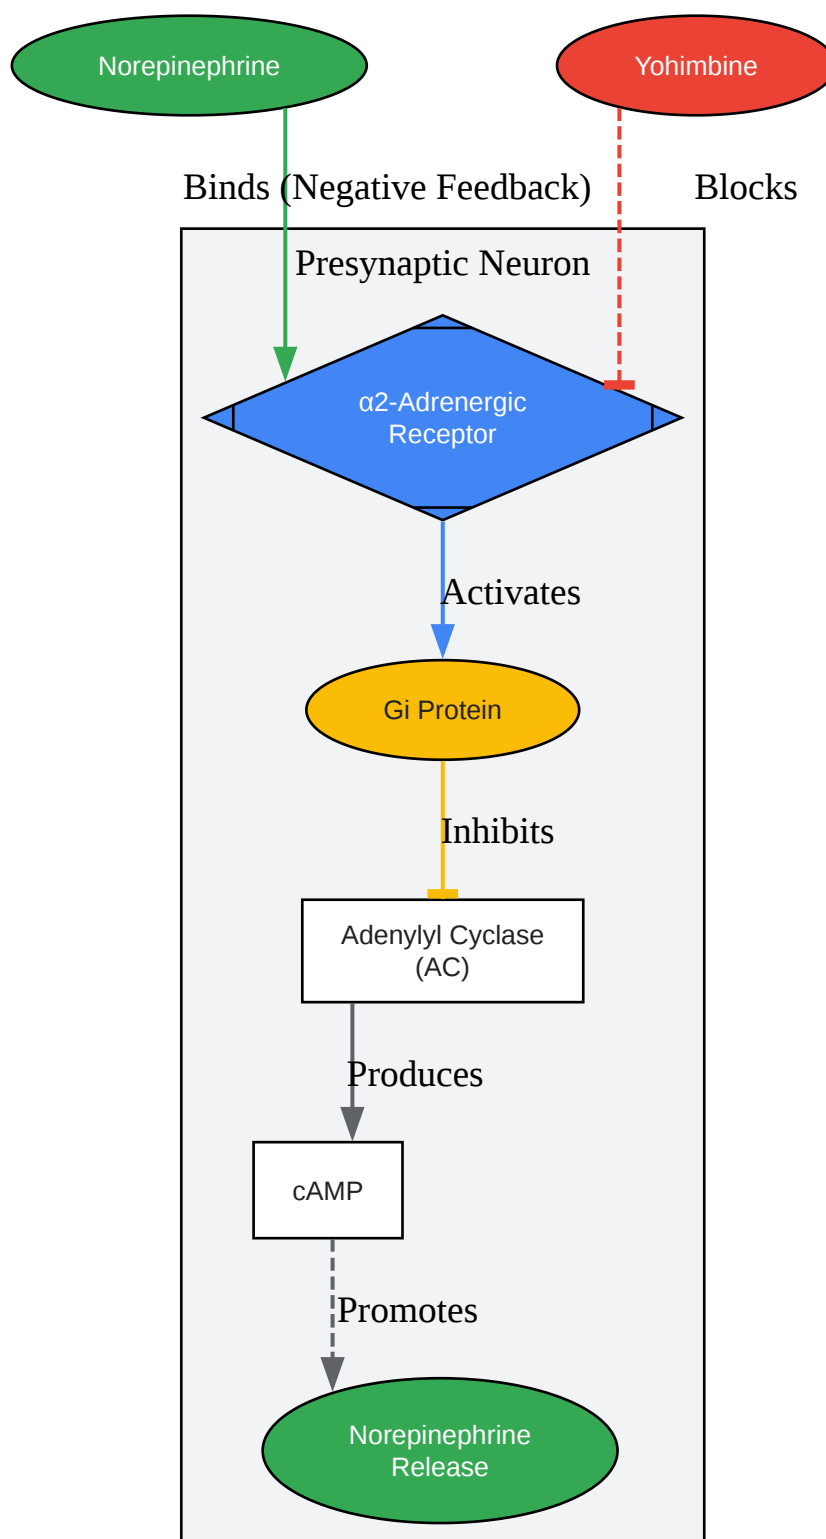 Norepinephrine
Yohimbine
Binds (Negative Feedback)
Blocks
Presynaptic Neuron
α2-Adrenergic
Receptor
Activates
Gi Protein
Inhibits
Adenylyl Cyclase
(AC)
Produces
cAMP
Promotes
Norepinephrine
Release